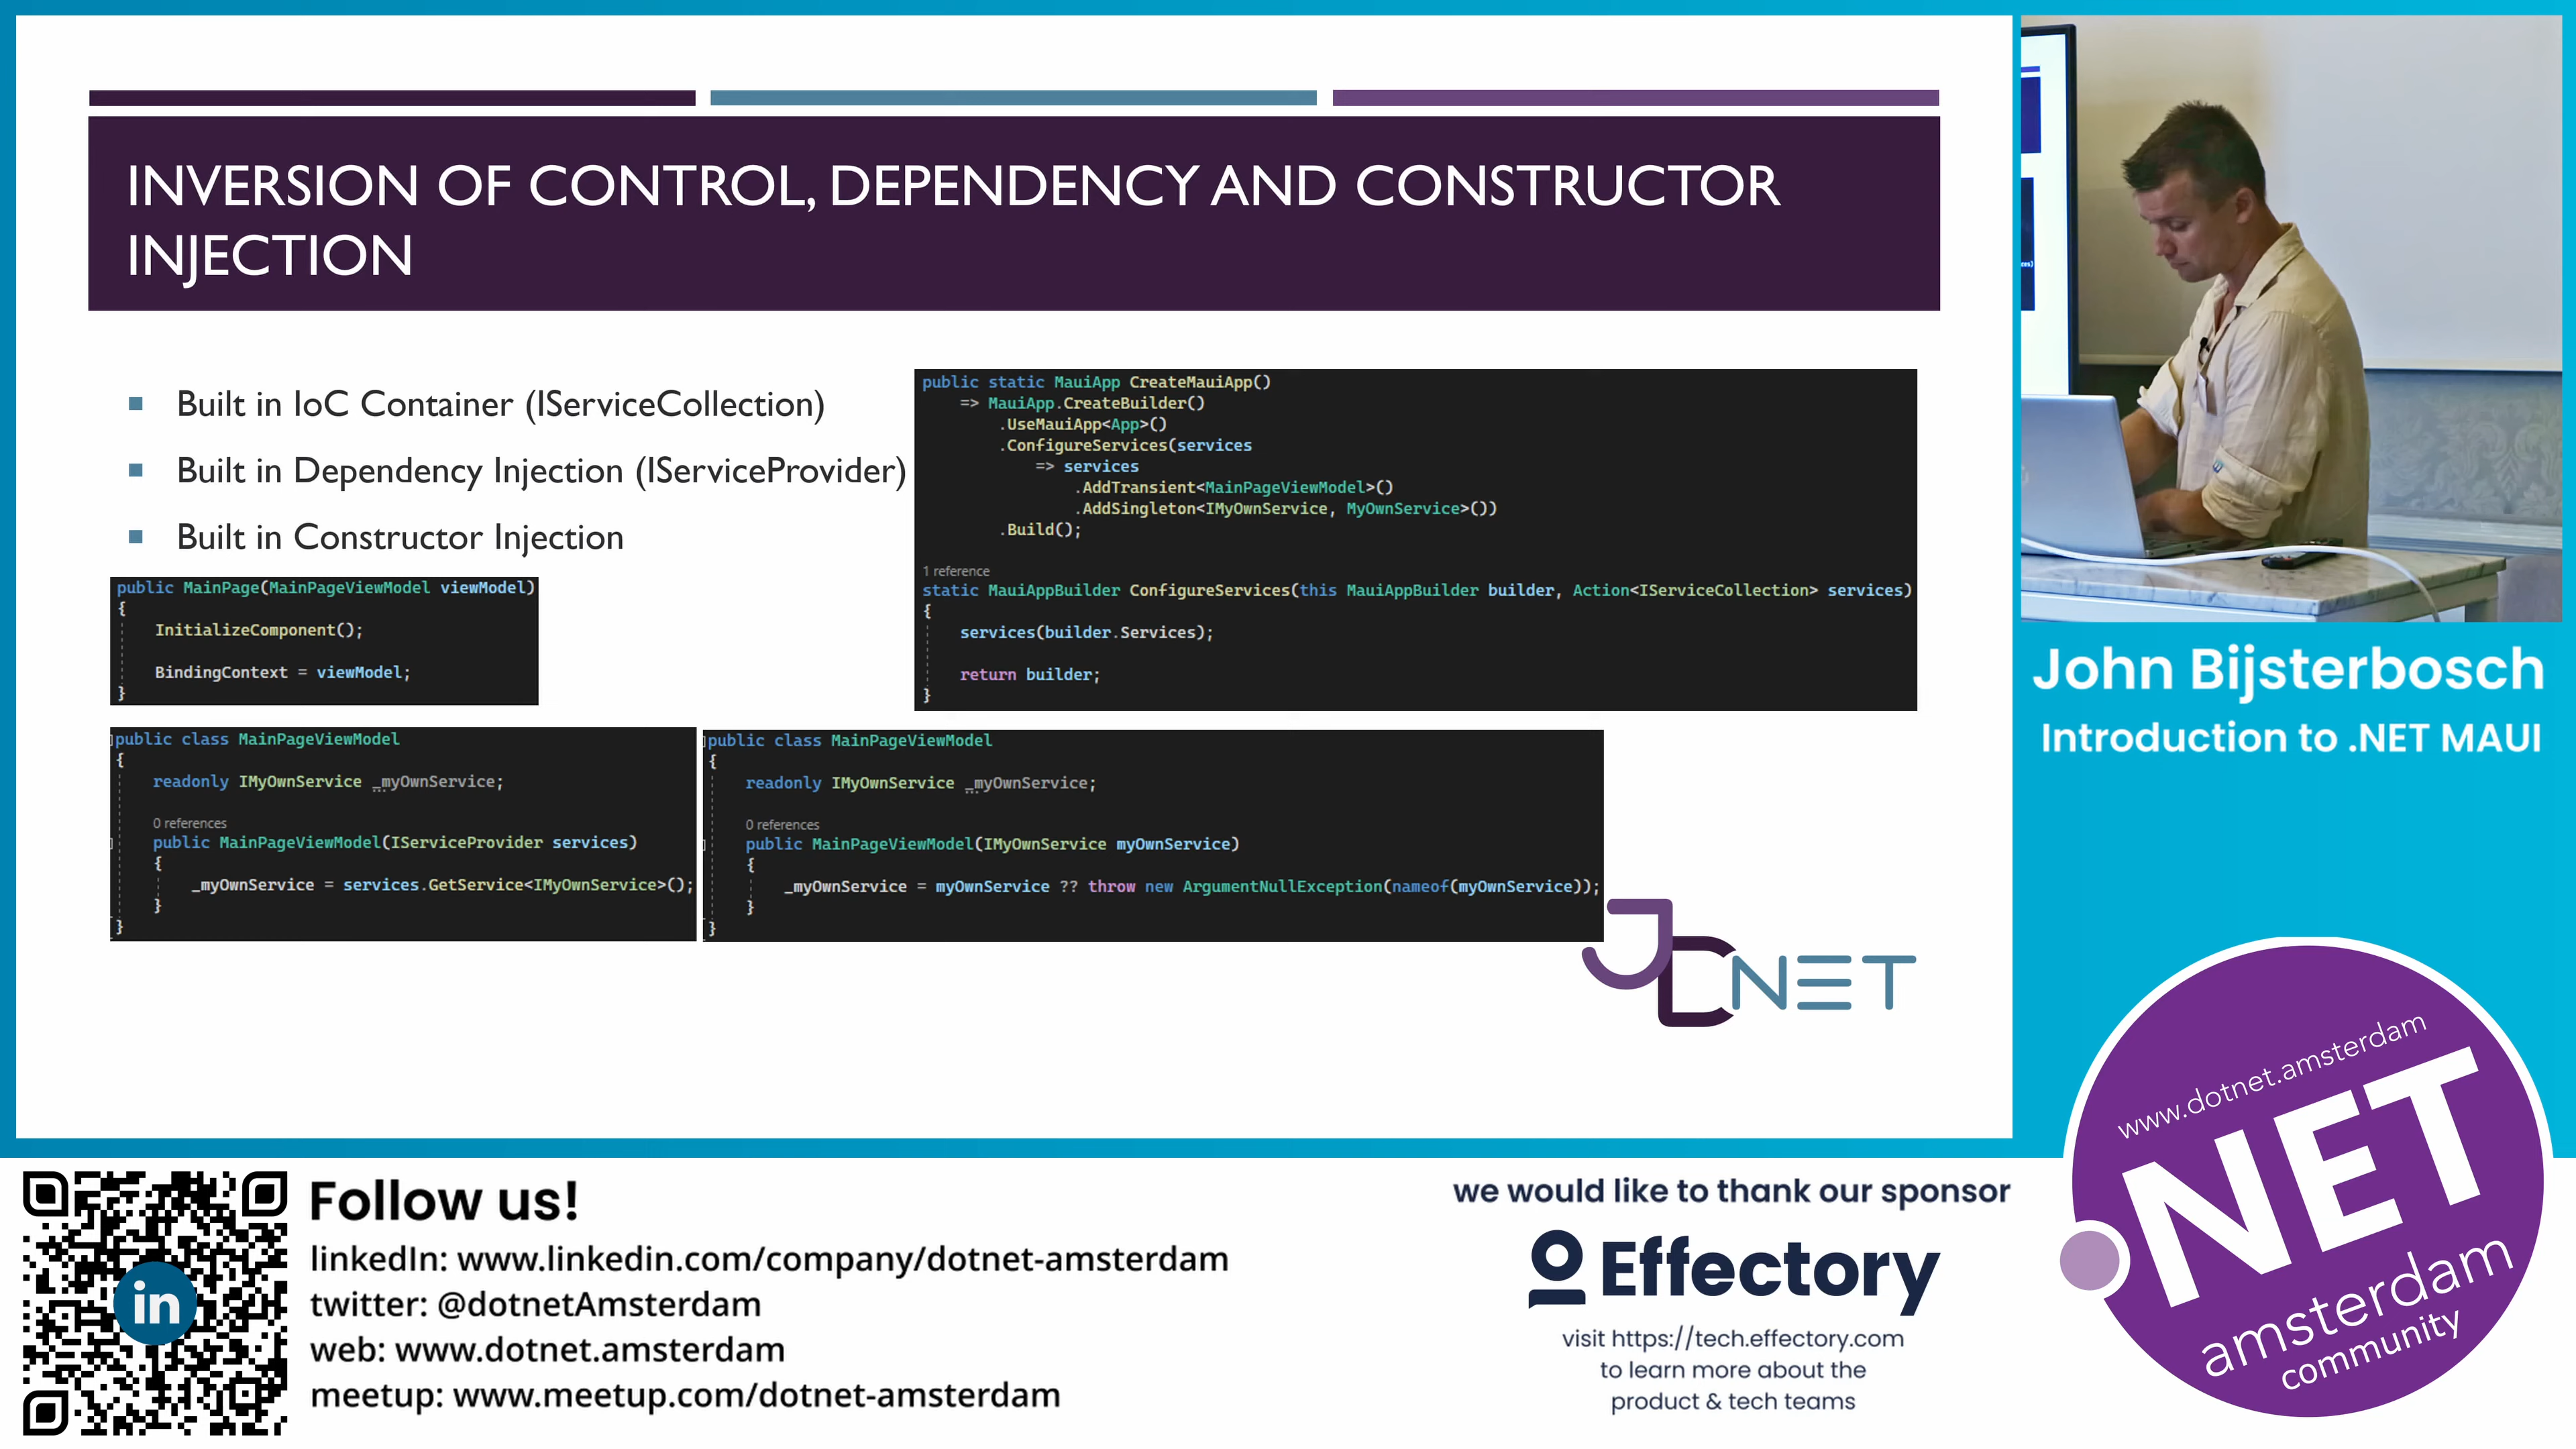 INVERSION OF CONTROL, DEPENDENCY AND CONSTRUCTOR
INJECTION
Built in IoC Container (IServiceCollection)
Built in Dependency Injection (IServiceProvider)
Built in Constructor Injection
public MainPage(MainPageViewModel viewModel)
{
InitializeComponent();
BindingContext = viewModel;
}
public static MauiApp CreateMauiApp()
=> MauiApp.CreateBuilder()
.UseMauiApp<App>()
.ConfigureServices(services
=> services
.AddTransient<MainPageViewModel>()
.AddSingleton<IMyOwnService, MyOwnService>())
.Build();
1 reference
static MauiAppBuilder ConfigureServices(this MauiAppBuilder builder, Action<IServiceCollection> services)
{
services(builder.Services);
return builder;
}
public class MainPageViewModel
{
readonly IMyOwnService _myOwnService;
0 references
public MainPageViewModel(IServiceProvider services)
{
_myOwnService = services.GetService<IMyOwnService>();
}
}
public class MainPageViewModel
{
readonly IMyOwnService _myOwnService;
0 references
public MainPageViewModel(IMyOwnService myOwnService)
{
_myOwnService = myOwnService ?? throw new ArgumentNullException(nameof(myOwnService));
}
}
JDNET
John Bijsterbosch
Introduction to .NET MAUI
Follow us!
linkedIn: www.linkedin.com/company/dotnet-amsterdam
twitter: @dotnetAmsterdam
web: www.dotnet.amsterdam
meetup: www.meetup.com/dotnet-amsterdam
in
we would like to thank our sponsor
Effectory
visit https://tech.effectory.com
to learn more about the
product & tech teams
www.dotnet.amsterdam
.NET
amsterdam
community